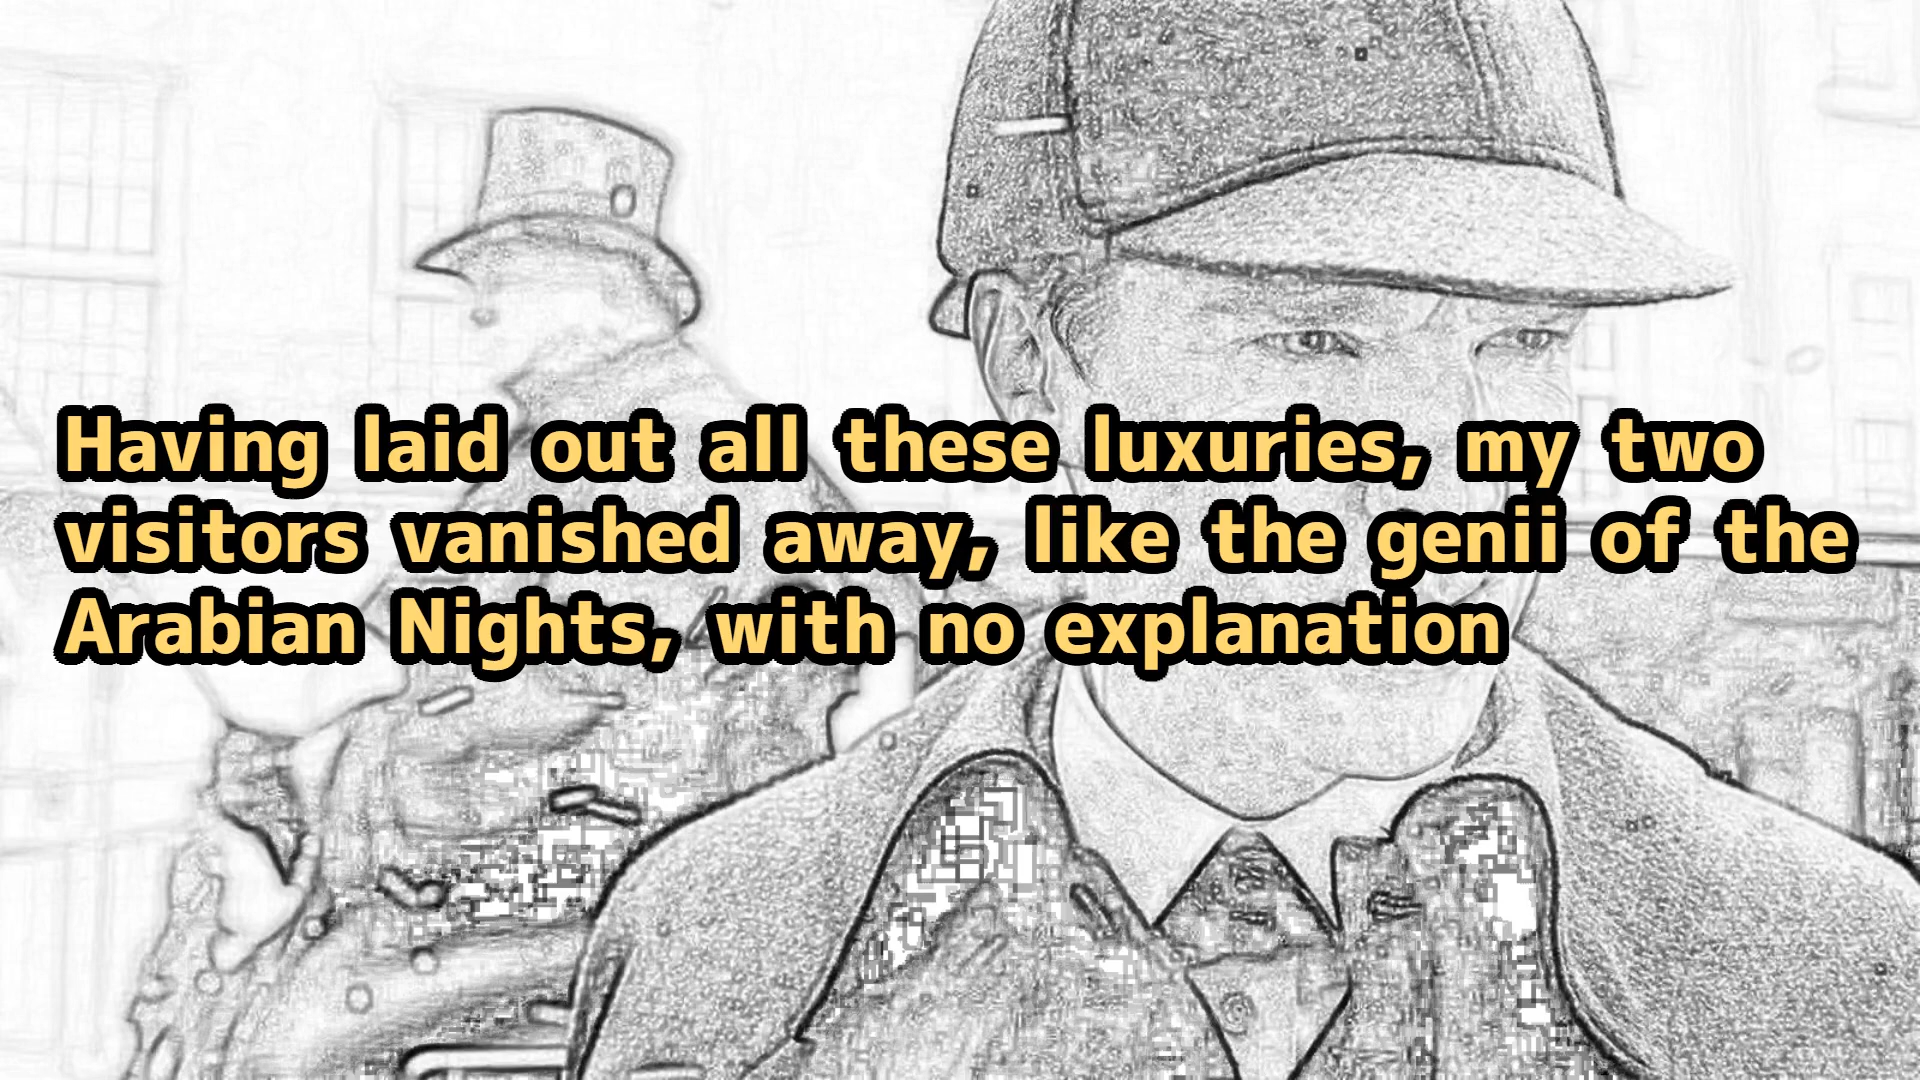 Having laid out all these luxuries, my two
visitors vanished away, like the genii of the
Arabian Nights, with no explanation